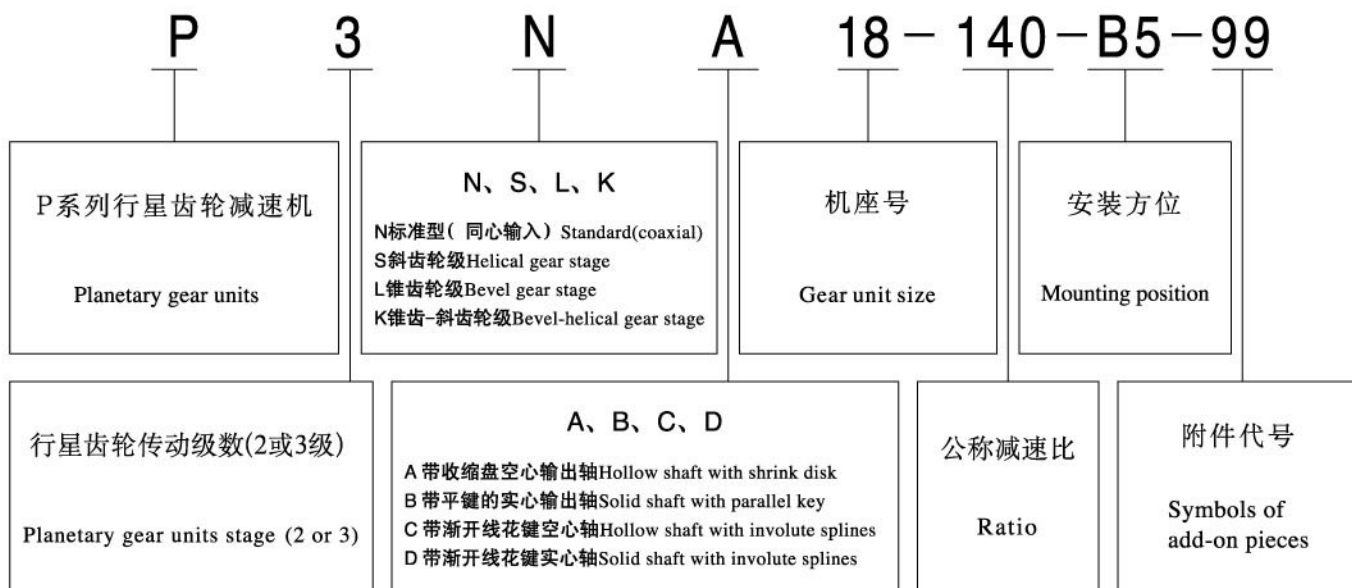 P 3 N A 18-140-B5-99
P系列行星齿轮减速机
Planetary gear units
N、S、L、K
N标准型( 同心输入) Standard(coaxial)
S斜齿轮级Helical gear stage
L锥齿轮级Bevel gear stage
K锥齿-斜齿轮级Bevel-helical gear stage
机座号
Gear unit size
安装方位
Mounting position
行星齿轮传动级数(2或3级)
Planetary gear units stage (2 or 3)
A、B、C、D
A 带收缩盘空心输出轴Hollow shaft with shrink disk
B 带平键的实心输出轴Solid shaft with parallel key
C 带渐开线花键空心轴Hollow shaft with involute splines
D 带渐开线花键实心轴Solid shaft with involute splines
公称减速比
Ratio
附件代号
Symbols of
add-on pieces